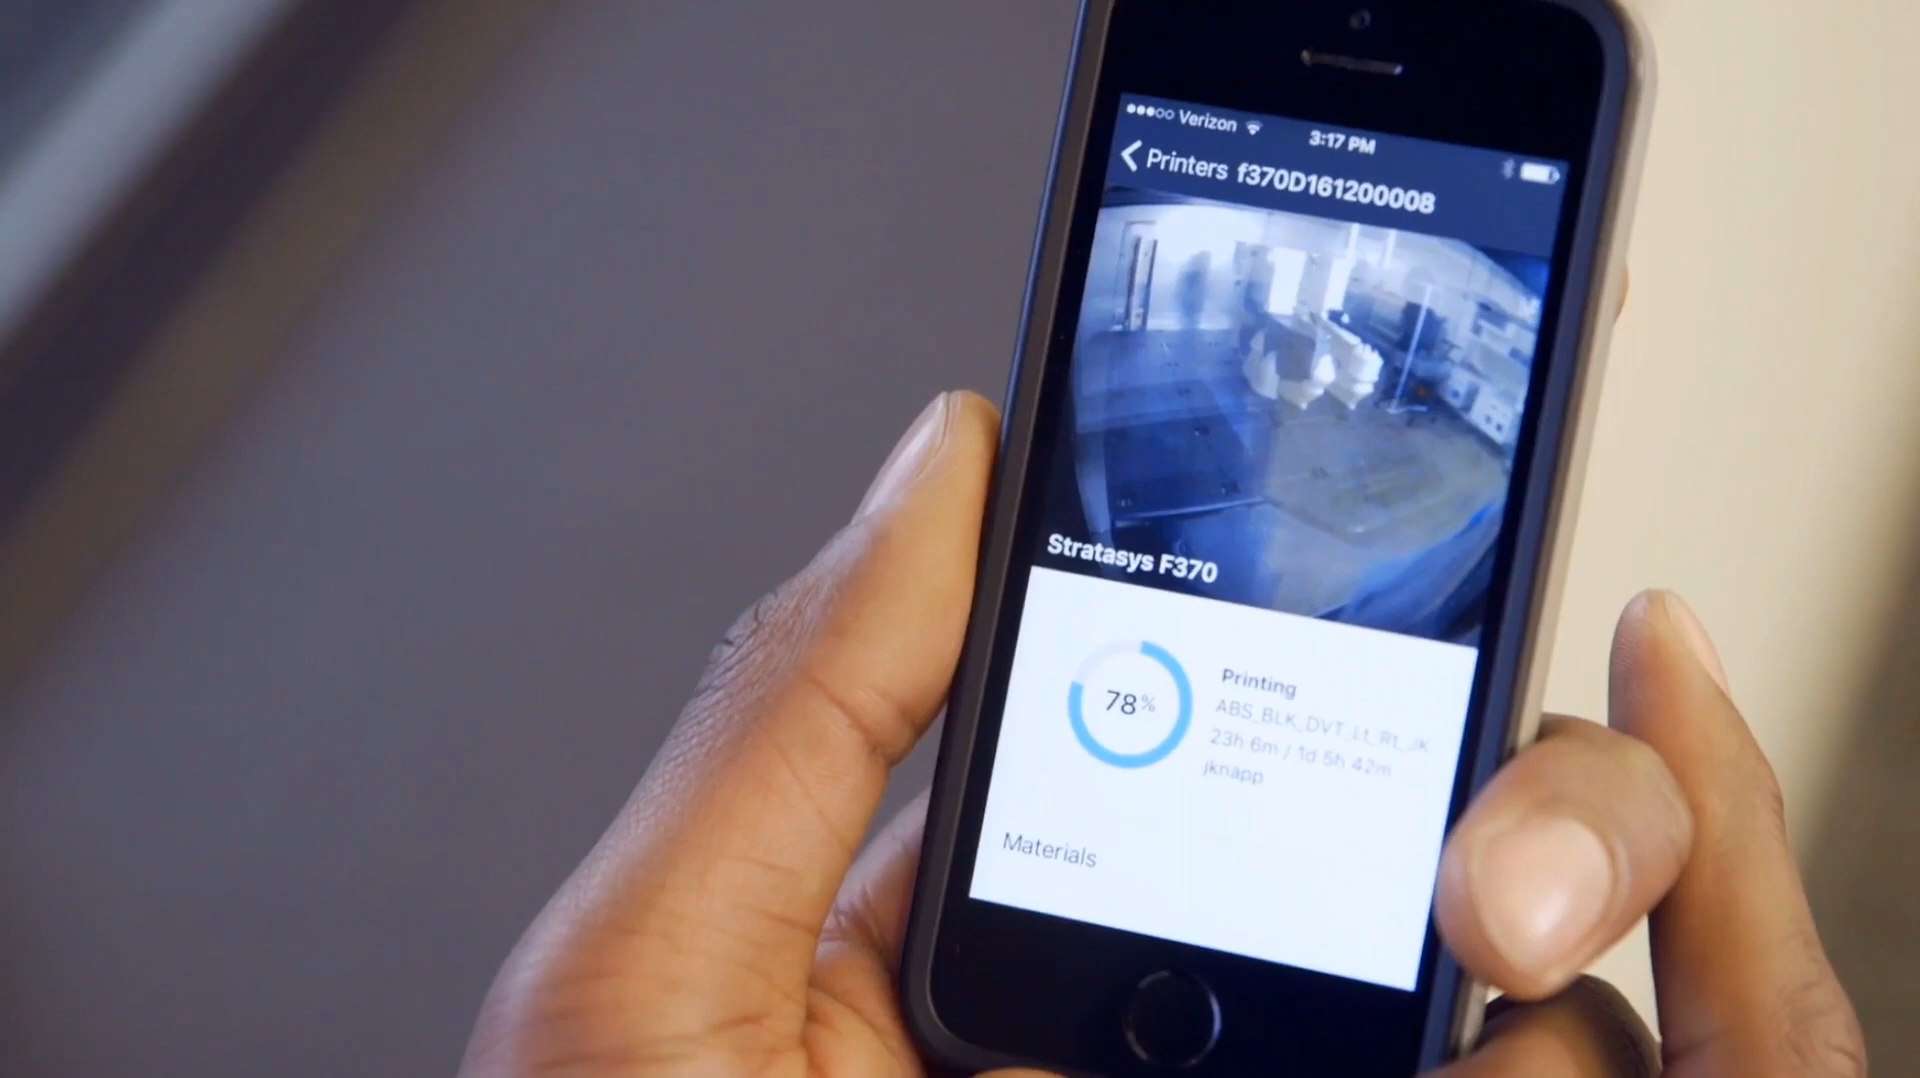 Verizon 3:17 PM
Printers f370D161200008
Stratasys F370
78%
Printing
ABS_BLK_DVT_Lt_Rt_JK
23h 6m / 1d 5h 42m
jknapp
Materials